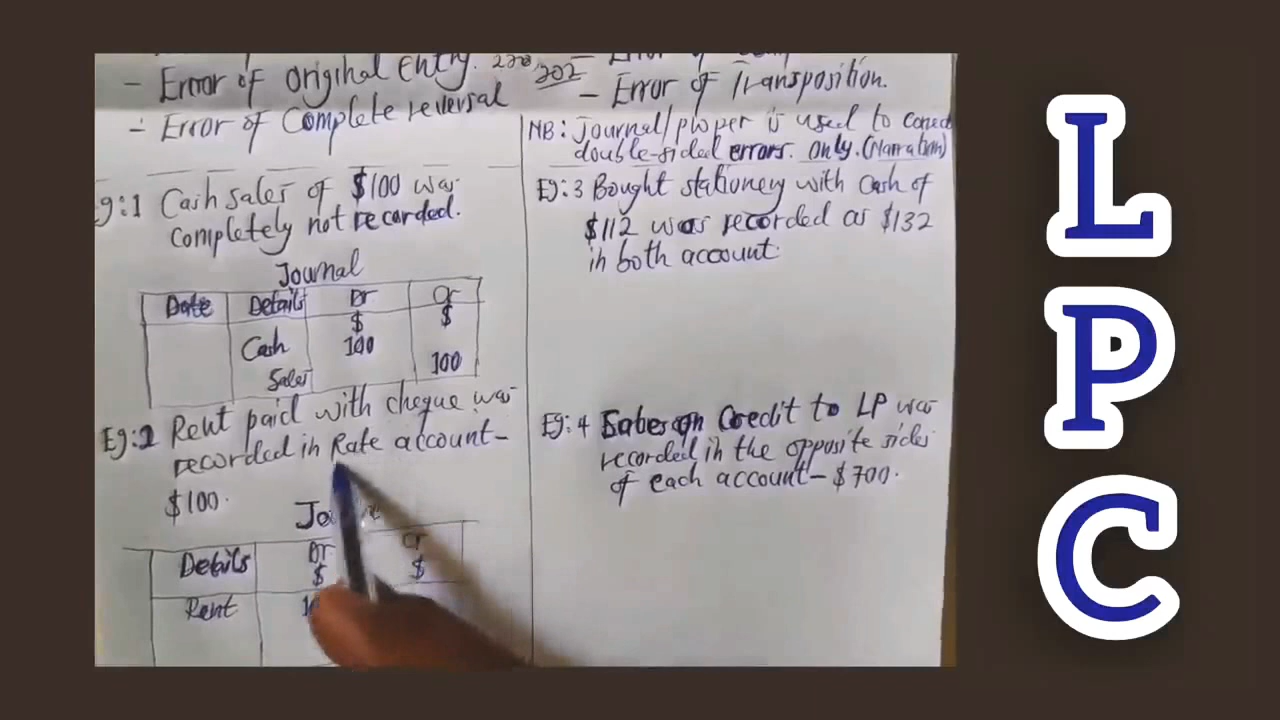 - Error of Original Entry. 220, 202
- Error of Complete reversal
- Error of
- Error of Transposition.
NB: Journal/proper is used to correct
double-sided errors. Only. (Narration)
Eg:1 Cash sales of $100 was
completely not recorded.
Journal
Date Details Dr Cr
$ $
Cash 100
Sales 100
Eg:2 Rent paid with cheque was
recorded in Rate account-
$100.
Details Dr Cr
$ $
Rent
Eg:3 Bought stationery with Cash of
$112 was recorded as $132
in both account.
Eg:4 Sales on Credit to LP was
recorded in the opposite sides
of each account - $700.
L
P
C